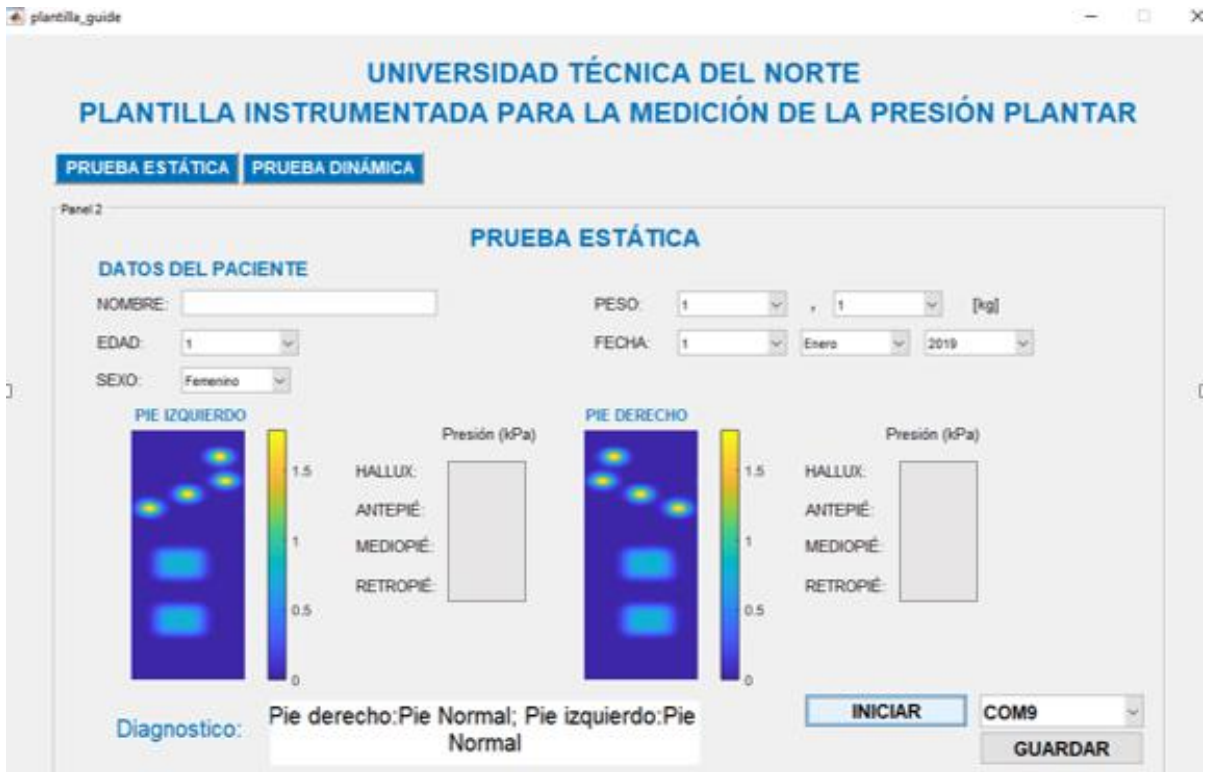 plantilla_guide
UNIVERSIDAD TÉCNICA DEL NORTE
PLANTILLA INSTRUMENTADA PARA LA MEDICIÓN DE LA PRESIÓN PLANTAR
PRUEBA ESTÁTICA PRUEBA DINÁMICA
Panel 2
PRUEBA ESTÁTICA
DATOS DEL PACIENTE
NOMBRE: PESO: 1 , 1 [kg]
EDAD: 1 FECHA: 1 Enero 2019
SEXO: Femenino
PIE IZQUIERDO PIE DERECHO
Presión (kPa) Presión (kPa)
1.5 HALLUX: 1.5 HALLUX:
ANTEPIÉ: ANTEPIÉ:
1 MEDIOPIÉ: 1 MEDIOPIÉ:
RETROPIÉ: RETROPIÉ:
0.5 0.5
0 0
Diagnostico: Pie derecho:Pie Normal; Pie izquierdo:Pie
Normal
INICIAR COM9
GUARDAR